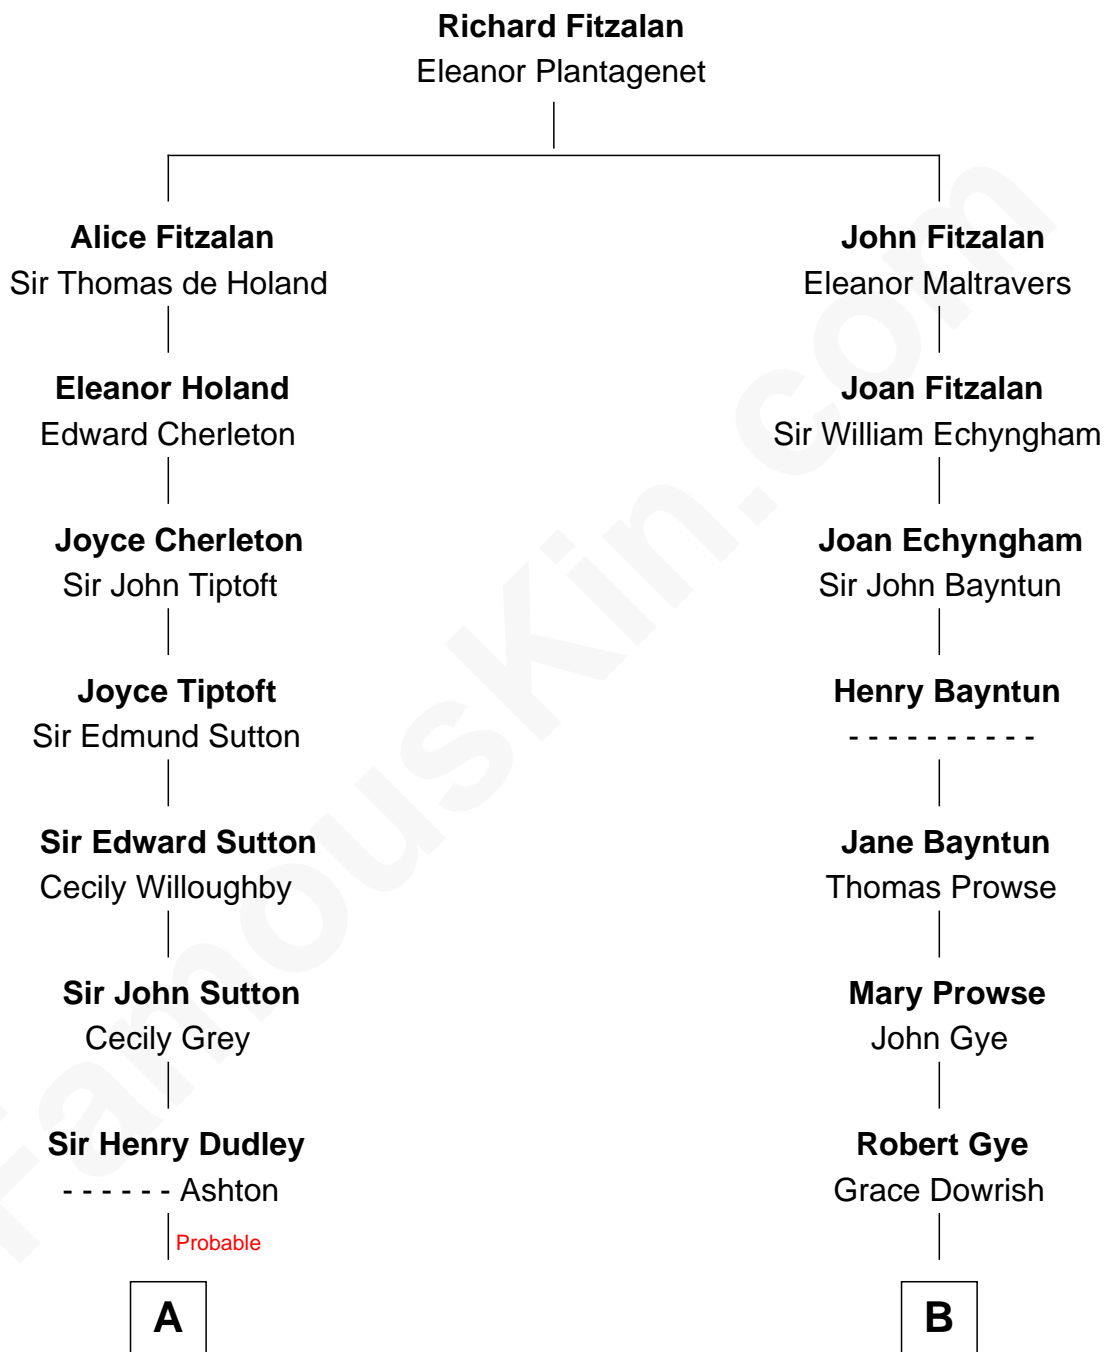 Richard Fitzalan
Eleanor Plantagenet
Alice Fitzalan
Sir Thomas de Holand
John Fitzalan
Eleanor Maltravers
Eleanor Holand
Edward Cherleton
Joan Fitzalan
Sir William Echyngham
Joyce Cherleton
Sir John Tiptoft
Joan Echyngham
Sir John Bayntun
Joyce Tiptoft
Sir Edmund Sutton
Henry Bayntun
- - - - - - - - - -
Sir Edward Sutton
Cecily Willoughby
Jane Bayntun
Thomas Prowse
Sir John Sutton
Cecily Grey
Mary Prowse
John Gye
Sir Henry Dudley
- - - - - - Ashton
Robert Gye
Grace Dowrish
Probable
A
B
FamousKin.com